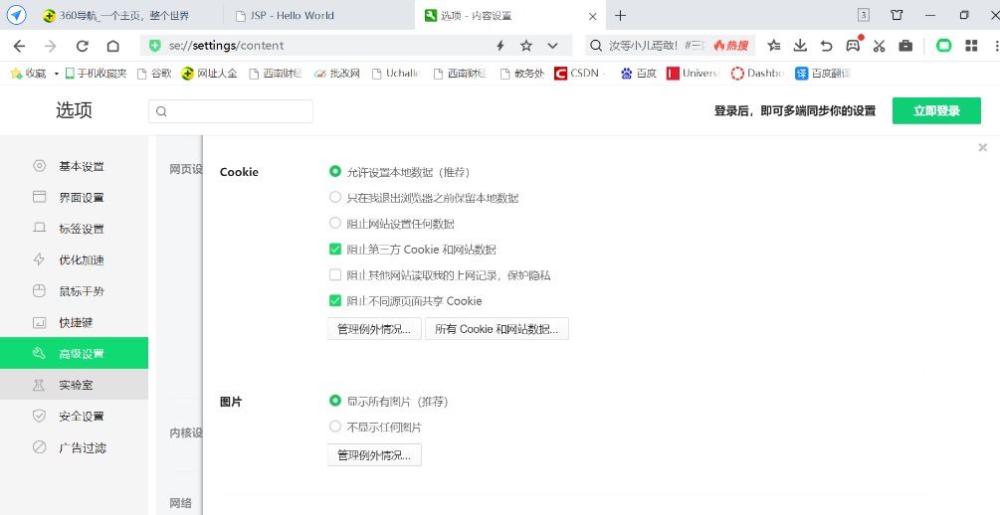 360导航_一个主页，整个世界
JSP - Hello World
选项 - 内容设置
3
se://settings/content
汝等小儿焉敢！#三
热搜
收藏
手机收藏夹
谷歌
网址大全
西南财经
批改网
Uchalle
西南财经
教务处
CSDN -
百度
Univers
Dashbo
译
百度翻译
选项
登录后，即可多端同步你的设置
立即登录
基本设置
界面设置
标签设置
优化加速
鼠标手势
快捷键
高级设置
实验室
安全设置
广告过滤
网页设
内核设
网络
Cookie
允许设置本地数据（推荐）
只在我退出浏览器之前保留本地数据
阻止网站设置任何数据
阻止第三方 Cookie 和网站数据
阻止其他网站读取我的上网记录，保护隐私
阻止不同源页面共享 Cookie
管理例外情况...
所有 Cookie 和网站数据...
图片
显示所有图片（推荐）
不显示任何图片
管理例外情况...